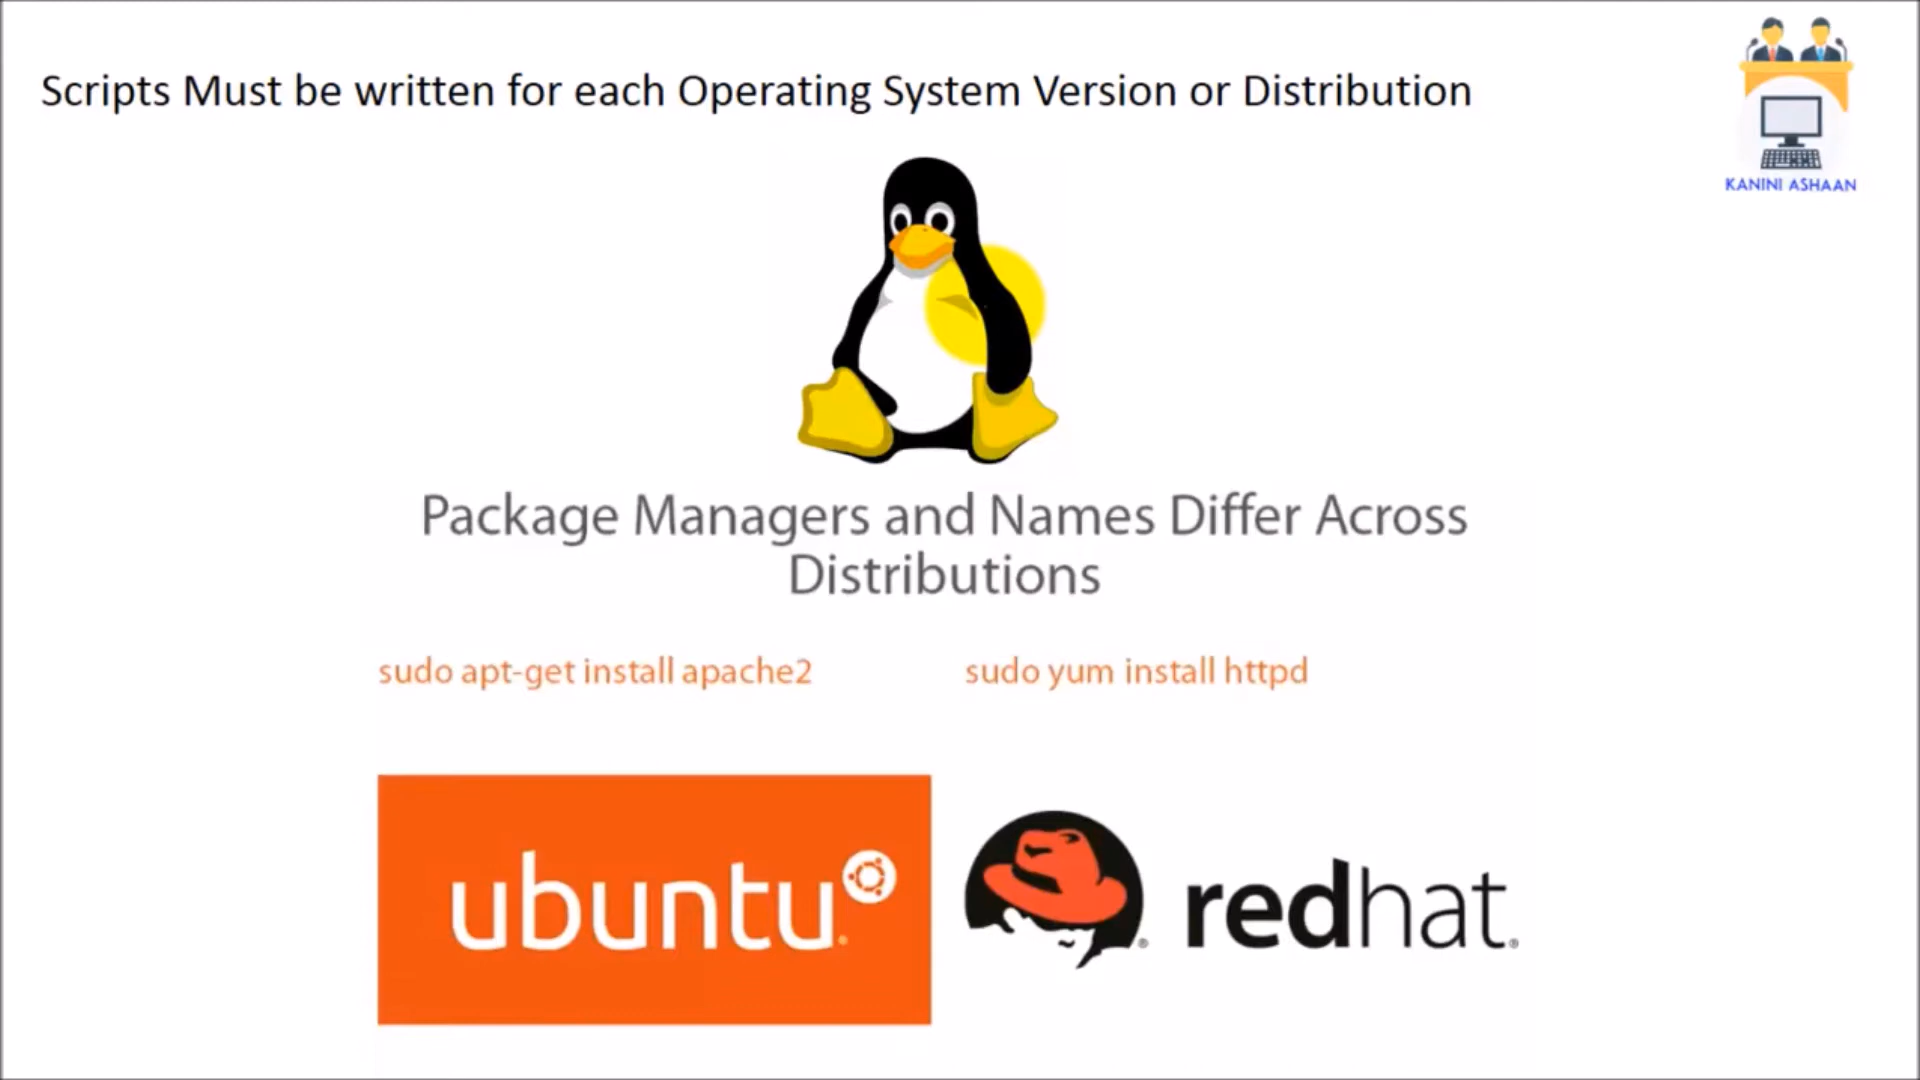 Scripts Must be written for each Operating System Version or Distribution
KANINI ASHAAN
Package Managers and Names Differ Across
Distributions
sudo apt-get install apache2
sudo yum install httpd
ubuntu
redhat